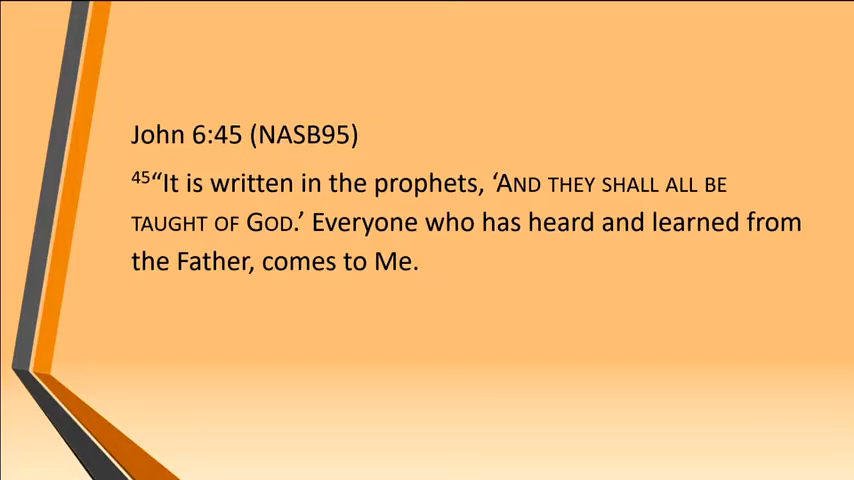 John 6:45 (NASB95)
⁴⁵“It is written in the prophets, ‘AND THEY SHALL ALL BE
TAUGHT OF GOD.’ Everyone who has heard and learned from
the Father, comes to Me.